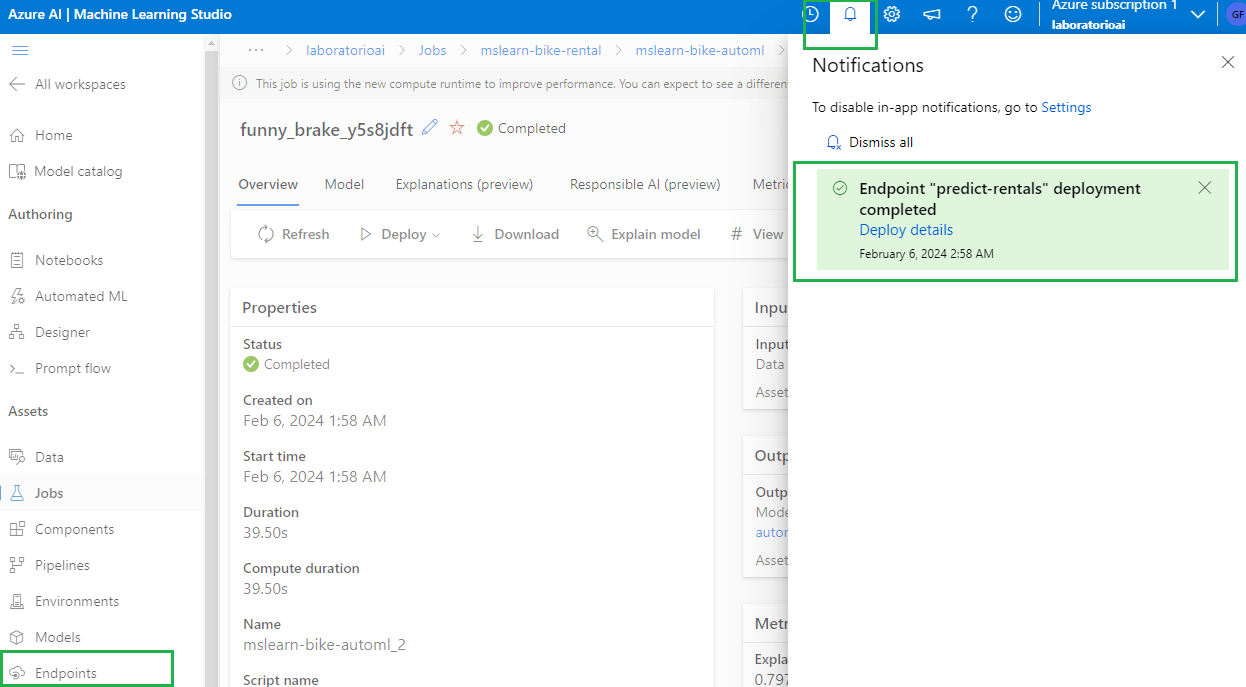 Azure AI | Machine Learning Studio
Azure subscription 1
laboratorioai
GF
All workspaces
Home
Model catalog
Authoring
Notebooks
Automated ML
Designer
Prompt flow
Assets
Data
Jobs
Components
Pipelines
Environments
Models
Endpoints
··· > laboratorioai > Jobs > mslearn-bike-rental > mslearn-bike-automl >
This job is using the new compute runtime to improve performance. You can expect to see a differen
funny_brake_y5s8jdft Completed
Overview Model Explanations (preview) Responsible AI (preview) Metric
Refresh Deploy Download Explain model # View
Properties
Status
Completed
Created on
Feb 6, 2024 1:58 AM
Start time
Feb 6, 2024 1:58 AM
Duration
39.50s
Compute duration
39.50s
Name
mslearn-bike-automl_2
Script name
Inpu
Input
Data
Asset
Outp
Outp
Mode
autom
Asset
Metr
Expla
0.797
Notifications
To disable in-app notifications, go to Settings
Dismiss all
Endpoint "predict-rentals" deployment
completed
Deploy details
February 6, 2024 2:58 AM